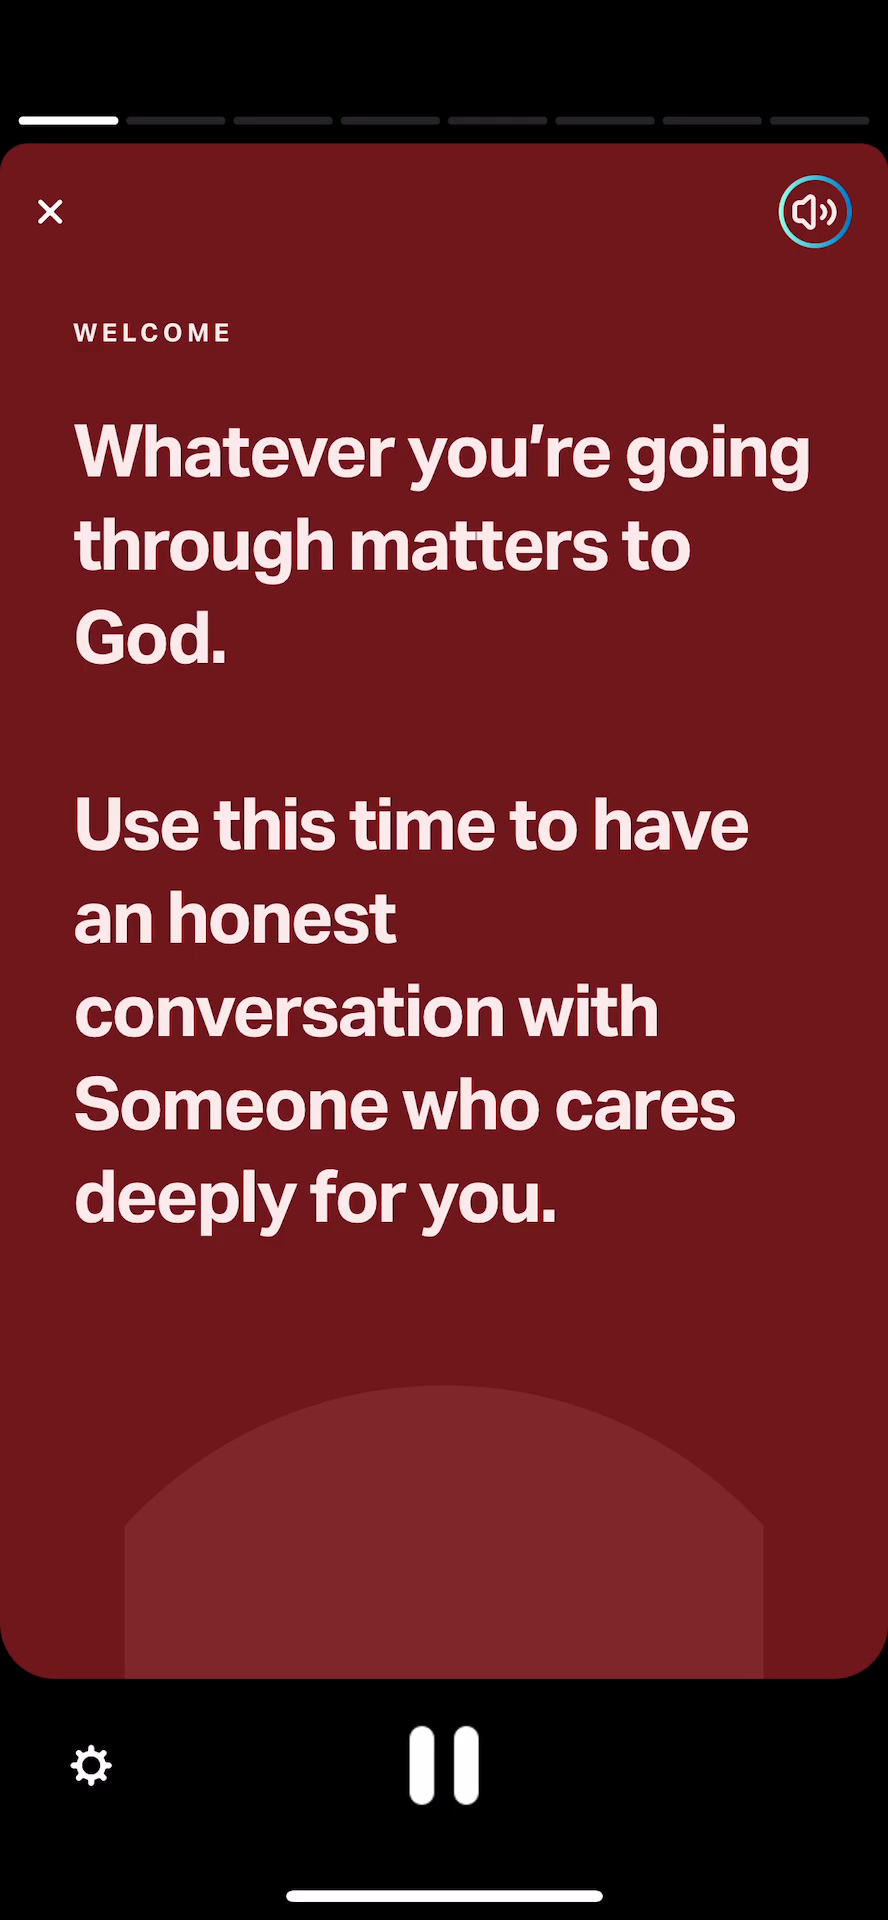 WELCOME
Whatever you’re going
through matters to
God.
Use this time to have
an honest
conversation with
Someone who cares
deeply for you.